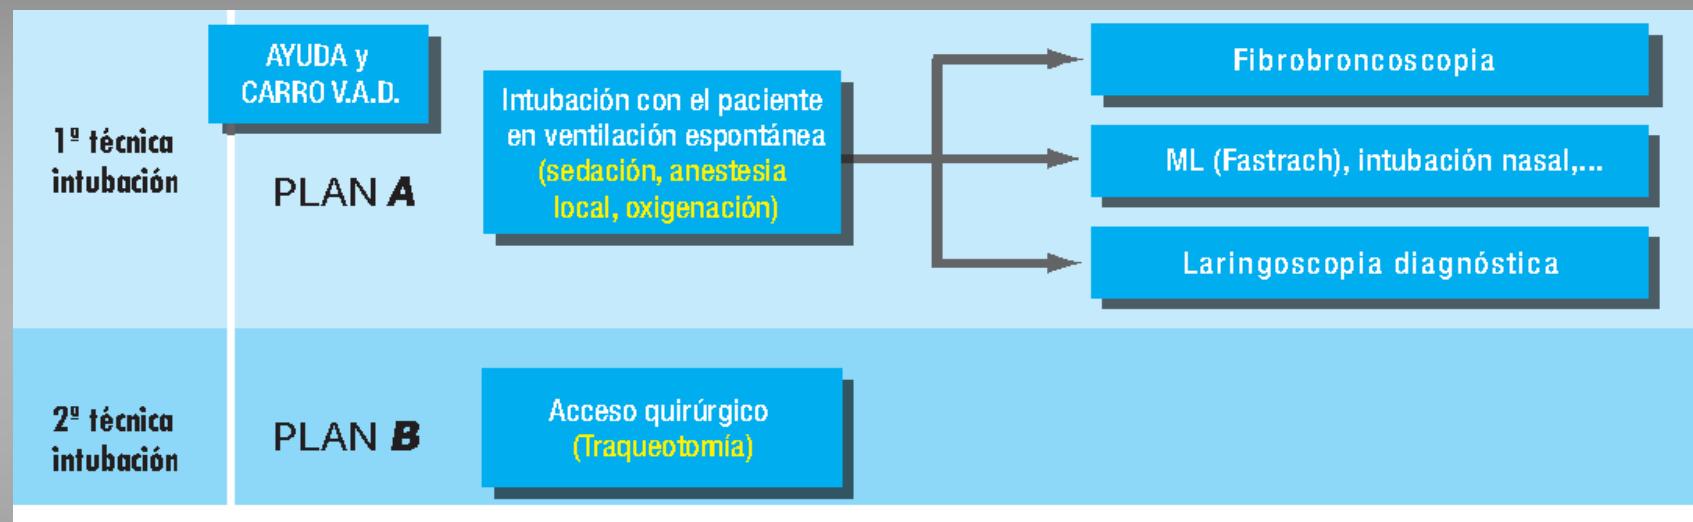 AYUDA y
CARRO V.A.D.
1ª técnica
intubación
PLAN A
Intubación con el paciente
en ventilación espontánea
(sedación, anestesia
local, oxigenación)
Fibrobroncoscopia
ML (Fastrach), intubación nasal,...
Laringoscopia diagnóstica
2ª técnica
intubación
PLAN B
Acceso quirúrgico
(Traqueotomía)